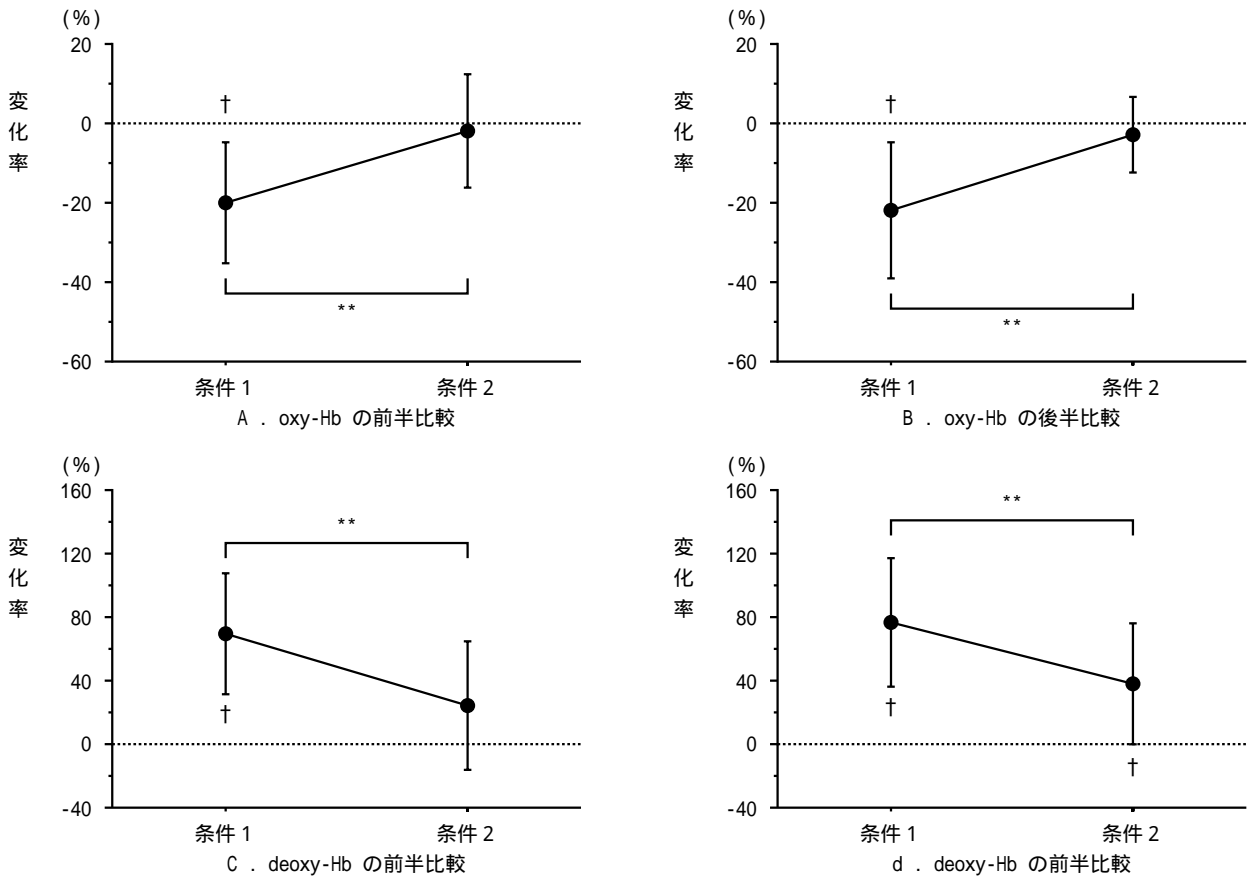 (%)
20
0
-20
-40
-60
変化率
†
**
条件 1
条件 2
A . oxy-Hb の前半比較
(%)
20
0
-20
-40
-60
変化率
†
**
条件 1
条件 2
B . oxy-Hb の後半比較
(%)
160
120
80
40
0
-40
変化率
**
†
条件 1
条件 2
C . deoxy-Hb の前半比較
(%)
160
120
80
40
0
-40
変化率
**
†
†
条件 1
条件 2
d . deoxy-Hb の前半比較